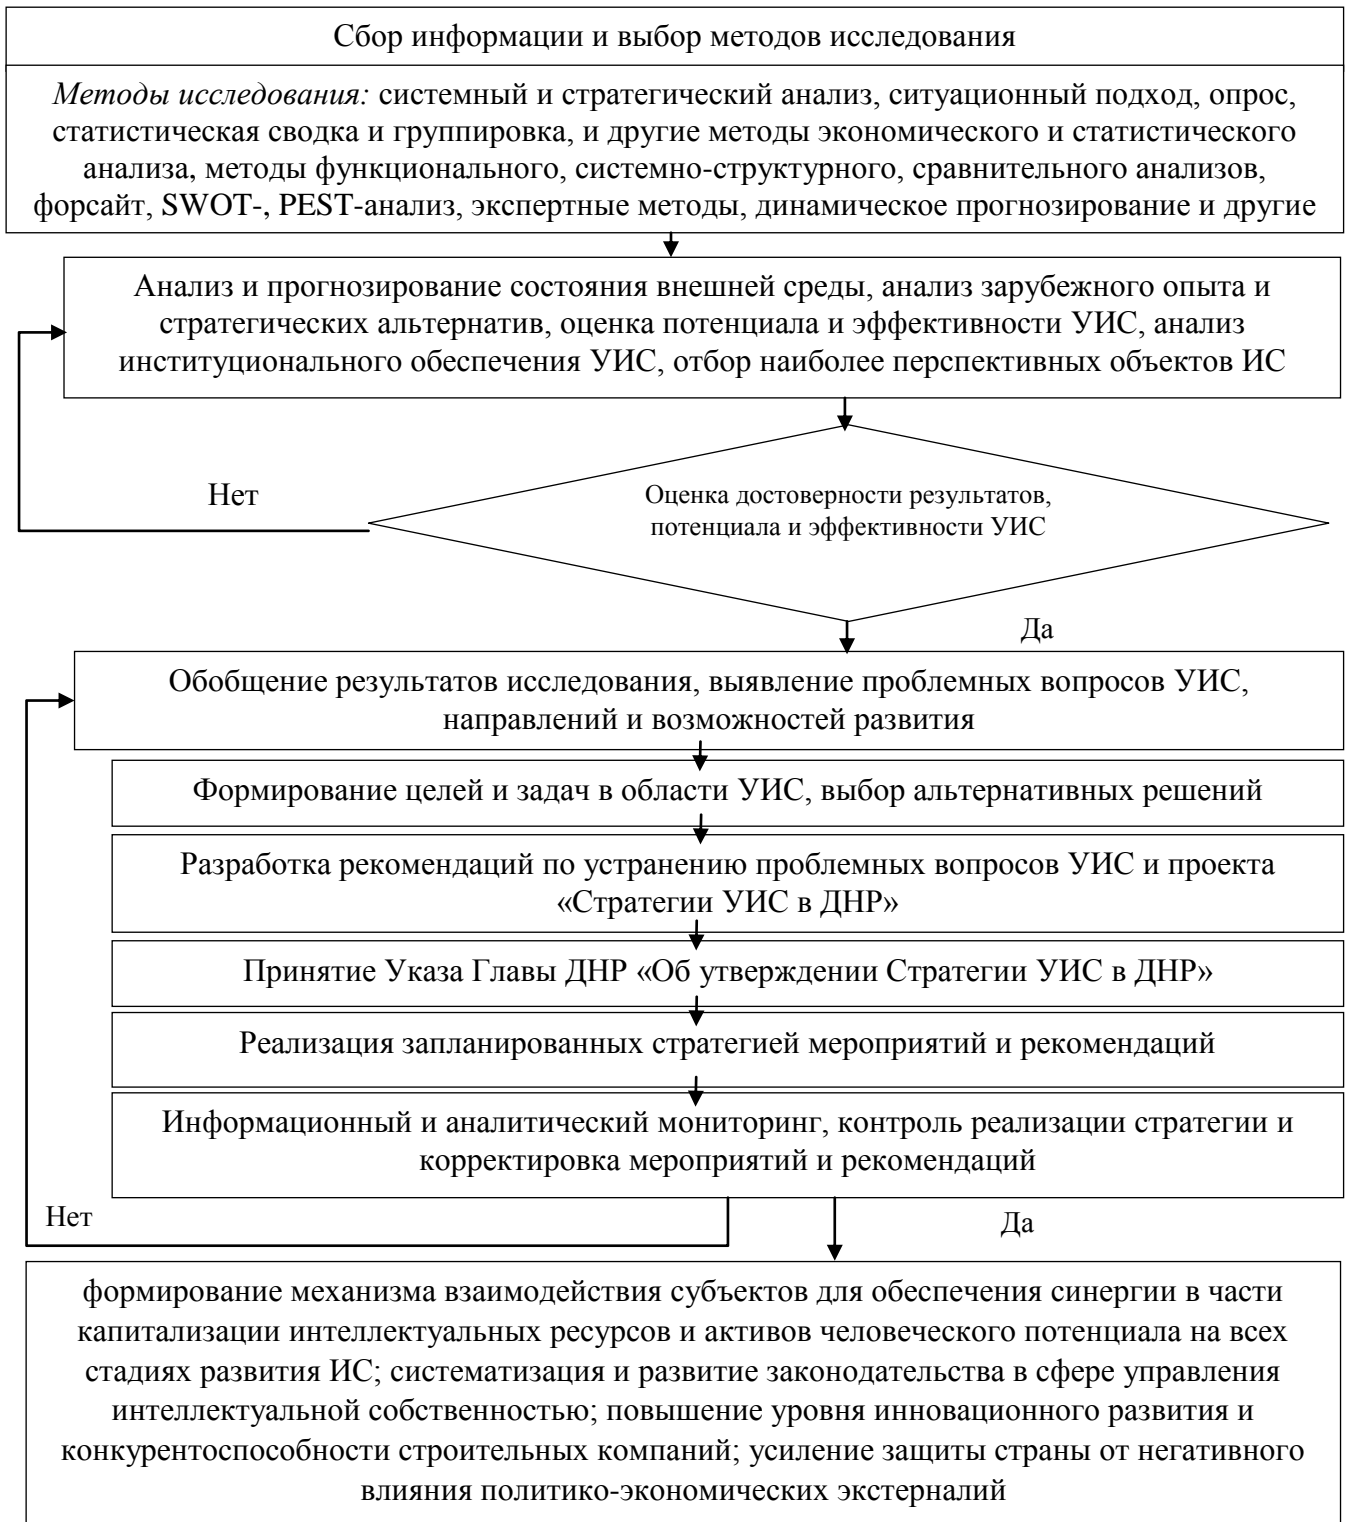 Сбор информации и выбор методов исследования
Методы исследования: системный и стратегический анализ, ситуационный подход, опрос,
статистическая сводка и группировка, и другие методы экономического и статистического
анализа, методы функционального, системно-структурного, сравнительного анализов,
форсайт, SWOT-, PEST-анализ, экспертные методы, динамическое прогнозирование и другие
Анализ и прогнозирование состояния внешней среды, анализ зарубежного опыта и
стратегических альтернатив, оценка потенциала и эффективности УИС, анализ
институционального обеспечения УИС, отбор наиболее перспективных объектов ИС
Нет
Оценка достоверности результатов,
потенциала и эффективности УИС
Да
Обобщение результатов исследования, выявление проблемных вопросов УИС,
направлений и возможностей развития
Формирование целей и задач в области УИС, выбор альтернативных решений
Разработка рекомендаций по устранению проблемных вопросов УИС и проекта
«Стратегии УИС в ДНР»
Принятие Указа Главы ДНР «Об утверждении Стратегии УИС в ДНР»
Реализация запланированных стратегией мероприятий и рекомендаций
Информационный и аналитический мониторинг, контроль реализации стратегии и
корректировка мероприятий и рекомендаций
Нет
Да
формирование механизма взаимодействия субъектов для обеспечения синергии в части
капитализации интеллектуальных ресурсов и активов человеческого потенциала на всех
стадиях развития ИС; систематизация и развитие законодательства в сфере управления
интеллектуальной собственностью; повышение уровня инновационного развития и
конкурентоспособности строительных компаний; усиление защиты страны от негативного
влияния политико-экономических экстерналий